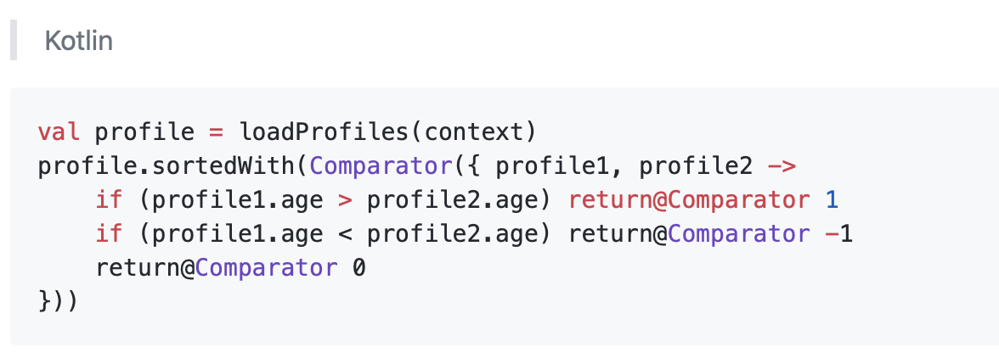 Kotlin
val profile = loadProfiles(context)
profile.sortedWith(Comparator({ profile1, profile2 ->
    if (profile1.age > profile2.age) return@Comparator 1
    if (profile1.age < profile2.age) return@Comparator -1
    return@Comparator 0
}))